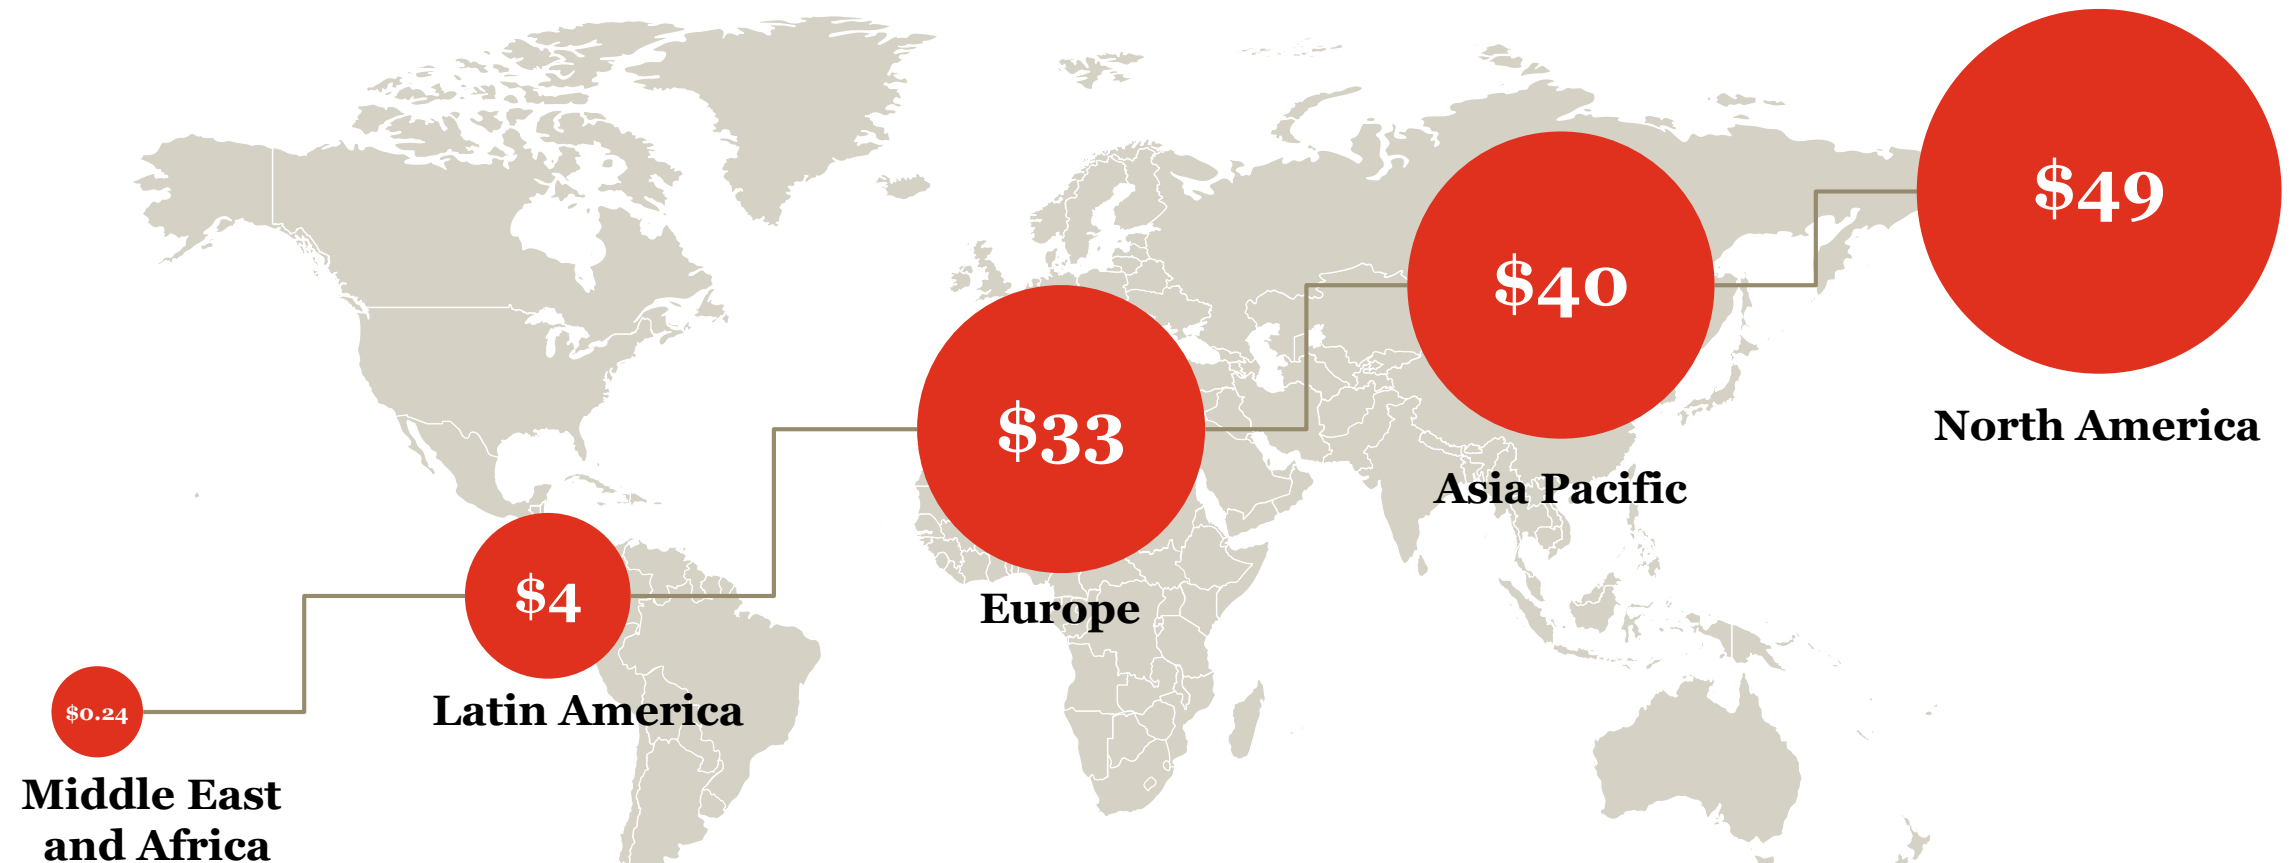 $49
North America
$40
Asia Pacific
$33
Europe
$4
Latin America
$0.24
Middle East
and Africa